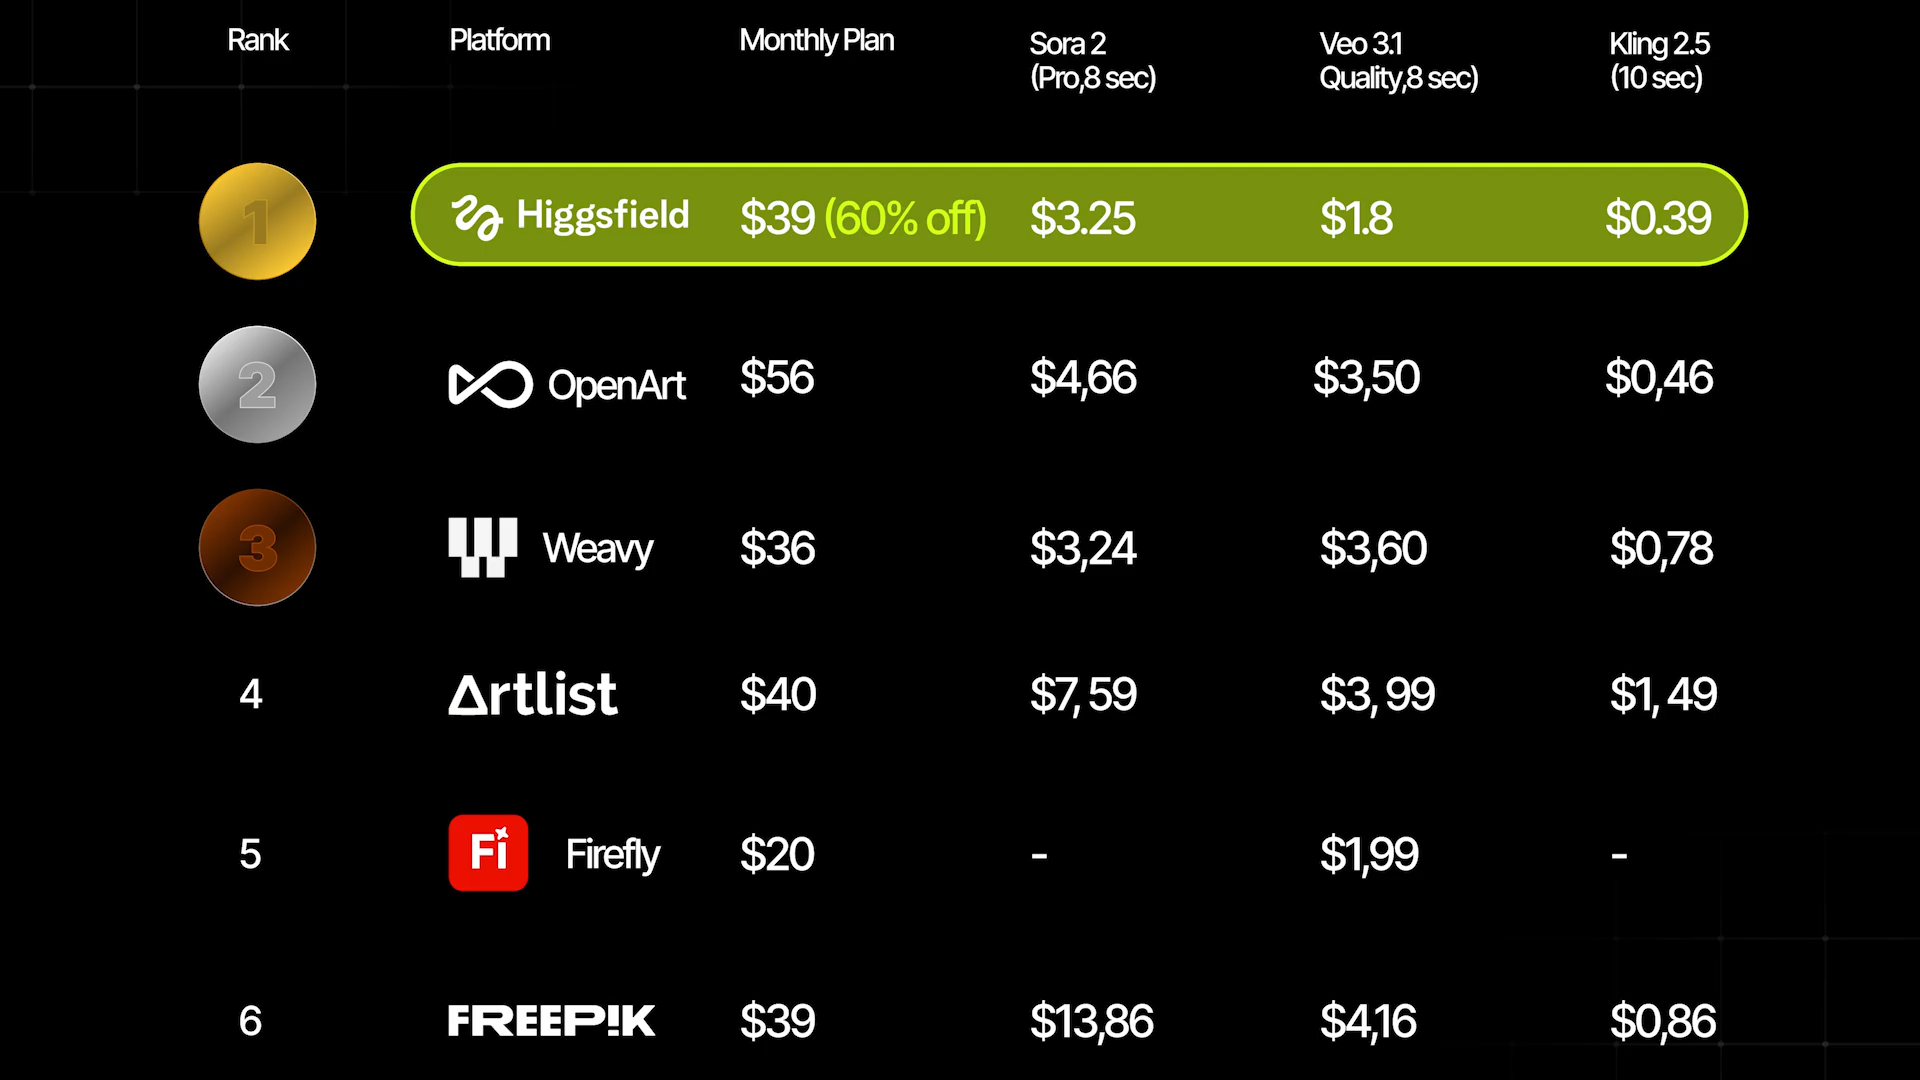 Rank Platform Monthly Plan Sora 2 Veo 3.1 Kling 2.5
(Pro,8 sec) Quality,8 sec) (10 sec)
1 Higgsfield $39 (60% off) $3.25 $1.8 $0.39
2 OpenArt $56 $4,66 $3,50 $0,46
3 Weavy $36 $3,24 $3,60 $0,78
4 Artlist $40 $7, 59 $3, 99 $1, 49
5 Fi Firefly $20 - $1,99 -
6 FREEP!K $39 $13,86 $4,16 $0,86